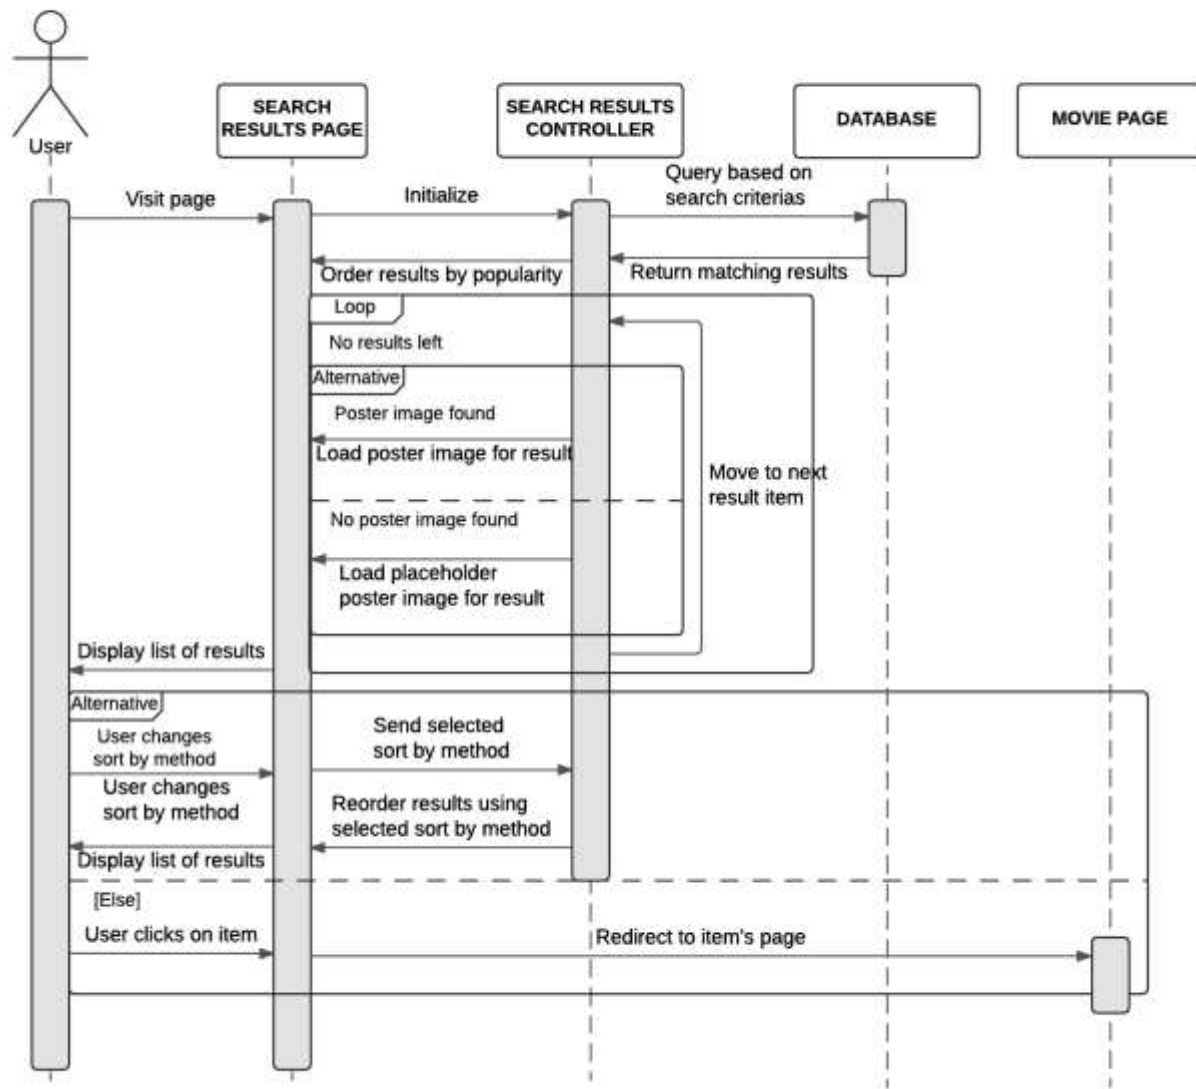 User
SEARCH
RESULTS PAGE
SEARCH RESULTS
CONTROLLER
DATABASE
MOVIE PAGE
Visit page
Initialize
Query based on
search criterias
Order results by popularity
Return matching results
Loop
No results left
Alternative
Poster image found
Load poster image for result
Move to next
result item
No poster image found
Load placeholder
poster image for result
Display list of results
Alternative
User changes
sort by method
Send selected
sort by method
User changes
sort by method
Reorder results using
selected sort by method
Display list of results
[Else]
User clicks on item
Redirect to item's page